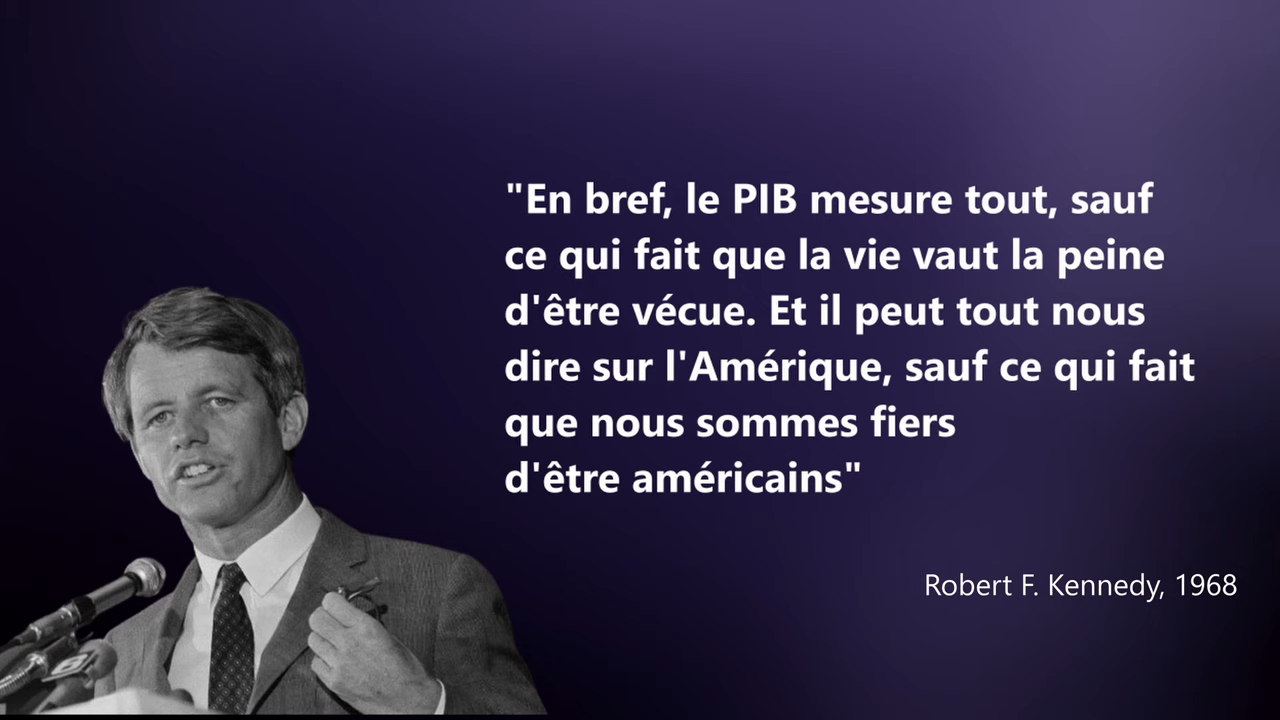 "En bref, le PIB mesure tout, sauf
ce qui fait que la vie vaut la peine
d'être vécue. Et il peut tout nous
dire sur l'Amérique, sauf ce qui fait
que nous sommes fiers
d'être américains"
Robert F. Kennedy, 1968